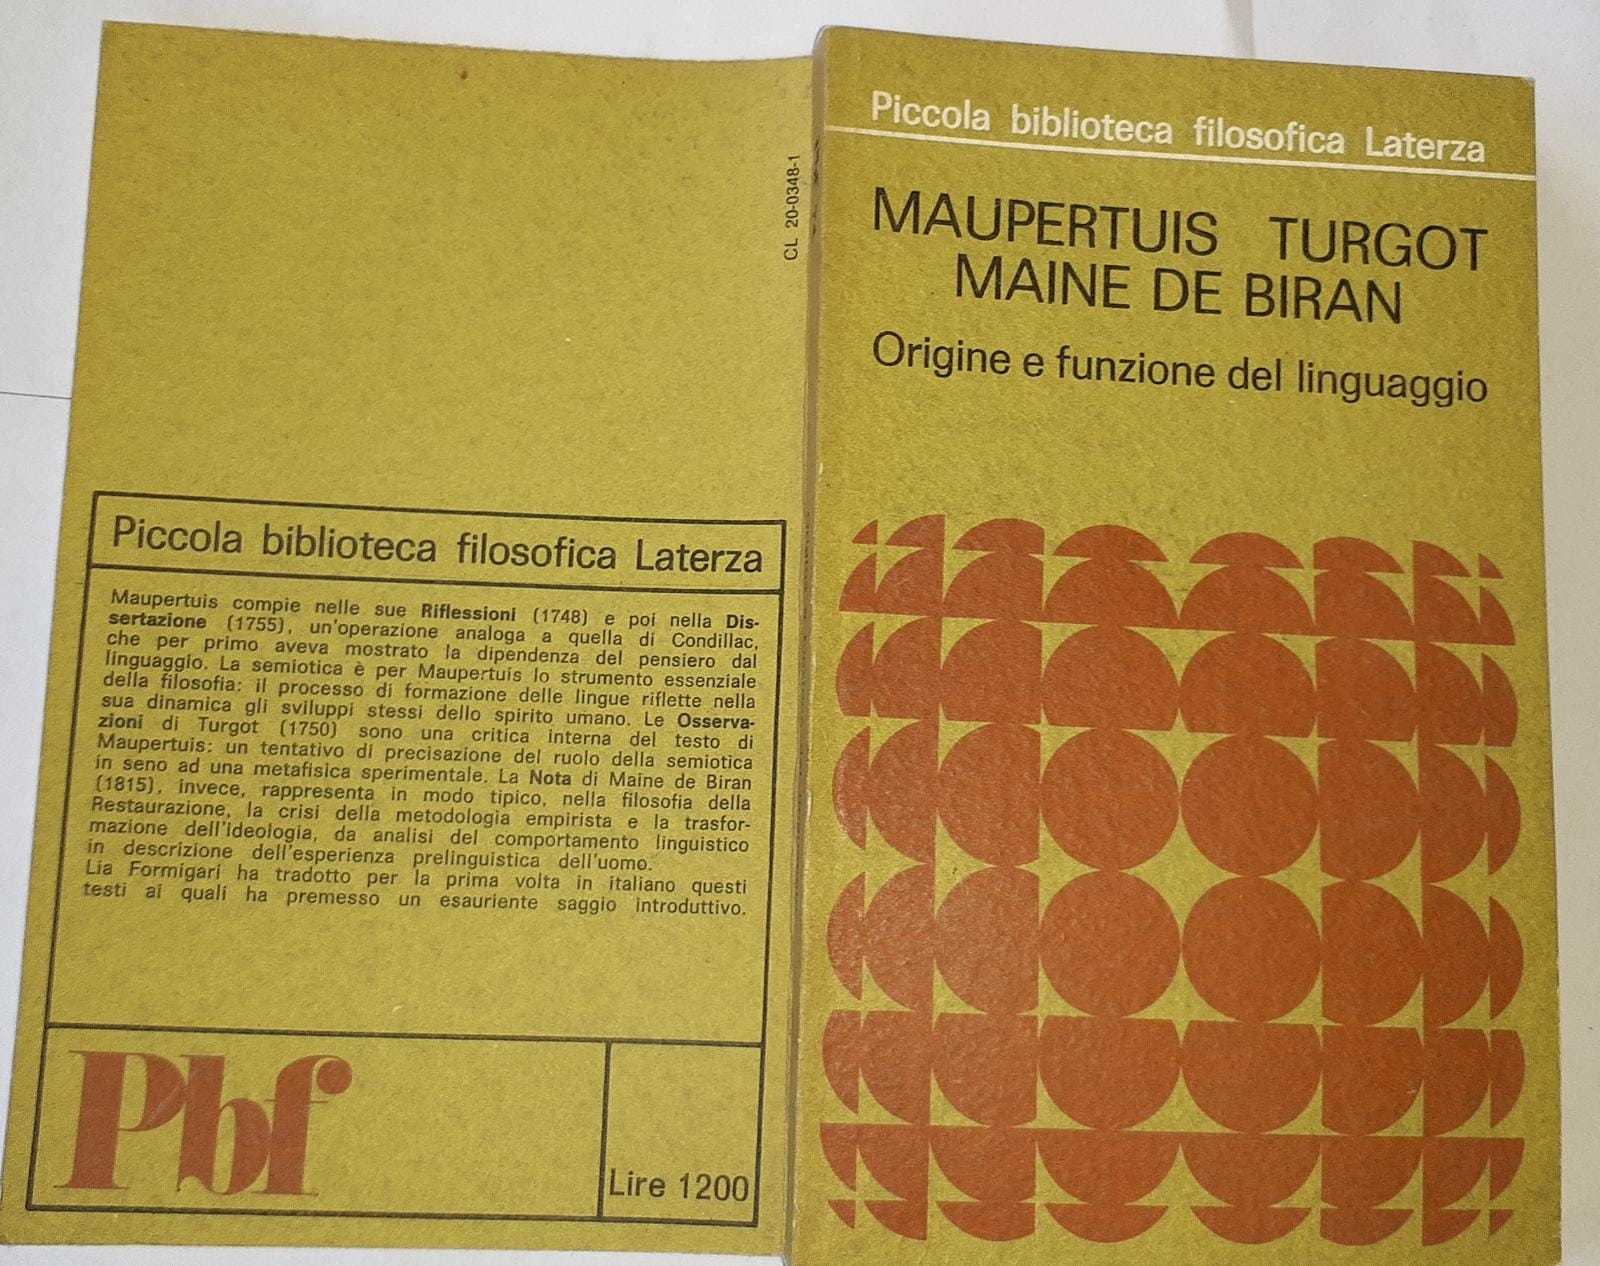 Piccola biblioteca filosofica Laterza
Maupertuis compie nelle sue Riflessioni (1748) e poi nella Dis-
sertazione (1755), un'operazione analoga a quella di Condillac,
che per primo aveva mostrato la dipendenza del pensiero dal
linguaggio. La semiotica è per Maupertuis lo strumento essenziale
della filosofia: il processo di formazione delle lingue riflette nella
sua dinamica gli sviluppi stessi dello spirito umano. Le Osserva-
zioni di Turgot (1750) sono una critica interna del testo di
Maupertuis: un tentativo di precisazione del ruolo della semiotica
in seno ad una metafisica sperimentale. La Nota di Maine de Biran
(1815), invece, rappresenta in modo tipico, nella filosofia della
Restaurazione, la crisi della metodologia empirista e la trasfor-
mazione dell'ideologia, da analisi del comportamento linguistico
in descrizione dell'esperienza prelinguistica dell'uomo.
Lia Formigari ha tradotto per la prima volta in italiano questi
testi ai quali ha premesso un esauriente saggio introduttivo.
Pbf
Lire 1200
CL 20-0348-1
Piccola biblioteca filosofica Laterza
MAUPERTUIS TURGOT
MAINE DE BIRAN
Origine e funzione del linguaggio